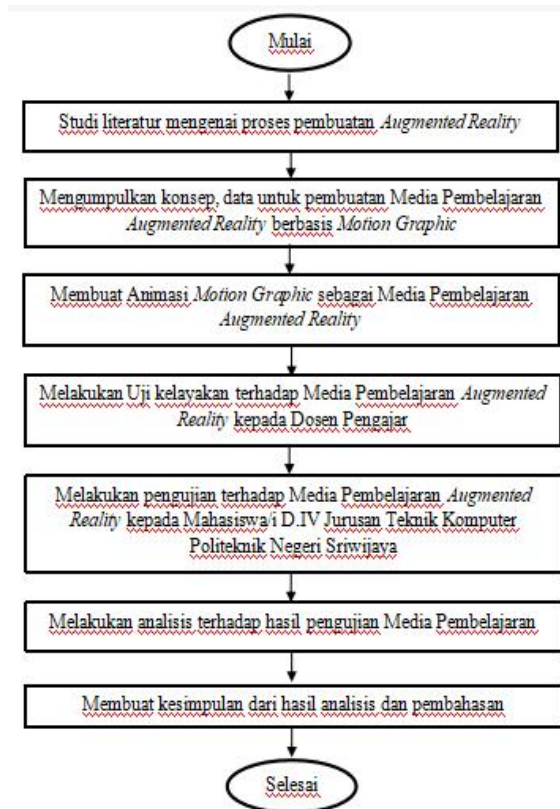 Mulai
Studi literatur mengenai proses pembuatan Augmented Reality
Mengumpulkan konsep, data untuk pembuatan Media Pembelajaran
Augmented Reality berbasis Motion Graphic
Membuat Animasi Motion Graphic sebagai Media Pembelajaran
Augmented Reality
Melakukan Uji kelayakan terhadap Media Pembelajaran Augmented
Reality kepada Dosen Pengajar
Melakukan pengujian terhadap Media Pembelajaran Augmented
Reality kepada Mahasiswa/i D.IV Jurusan Teknik Komputer
Politeknik Negeri Sriwijaya
Melakukan analisis terhadap hasil pengujian Media Pembelajaran
Membuat kesimpulan dari hasil analisis dan pembahasan
Selesai